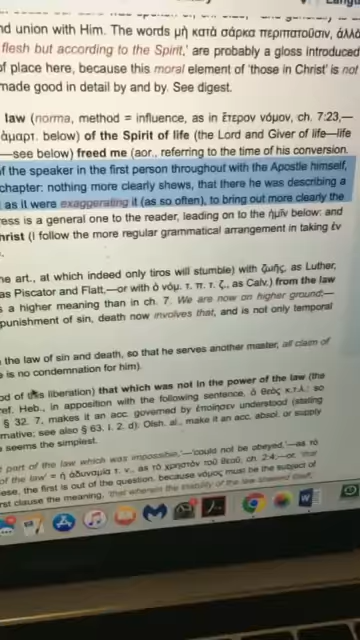 nd union with Him. The words μὴ κατὰ σάρκα περιπατοῦσιν, ἀλλὰ
flesh but according to the Spirit,' are probably a gloss introduced
of place here, because this moral element of 'those in Christ' is not
made good in detail by and by. See digest.
law (norma, method = influence, as in ἕτερον νόμον, ch. 7:23,—
ἁμαρτ. below) of the Spirit of life (the Lord and Giver of life—life
—see below) freed me (aor., referring to the time of his conversion.
of the speaker in the first person throughout with the Apostle himself,
chapter: nothing more clearly shews, that there he was describing a
as it were exaggerating it (as so often), to bring out more clearly the
ess is a general one to the reader, leading on to the ἡμῖν below: and
hrist (I follow the more regular grammatical arrangement in taking ἐν
he art., at which indeed only tiros will stumble) with ζωῆς, as Luther,
as Piscator and Flatt,—or with ὁ νόμ. τ. π. τ. ζ., as Calv.) from the law
s a higher meaning than in ch. 7. We are now on higher ground:—
punishment of sin, death now involves that, and is not only temporal
the law of sin and death, so that he serves another master, all claim of
e is no condemnation for him).
od of this liberation) that which was not in the power of the law (the
ef. Heb., in apposition with the following sentence, ὁ θεὸς κ.τ.λ.: so
§ 32. 7, makes it an acc. governed by ἐποίησεν understood (stating
rnative; see also § 63. I. 2. d). Olsh., al., make it an acc. absol. or supply
seems the simplest.
t part of the law which was impossible,'—'could not be obeyed,'—as τὸ
of the law' = ἡ ἀδυναμία τ. ν., as τὸ χρηστὸν τοῦ θεοῦ, ch. 2:4;—or, 'that
ese, the first is out of the question, because νόμος must be the subject of
rst clause the meaning, 'that wherein the inability of the law showed itself,'